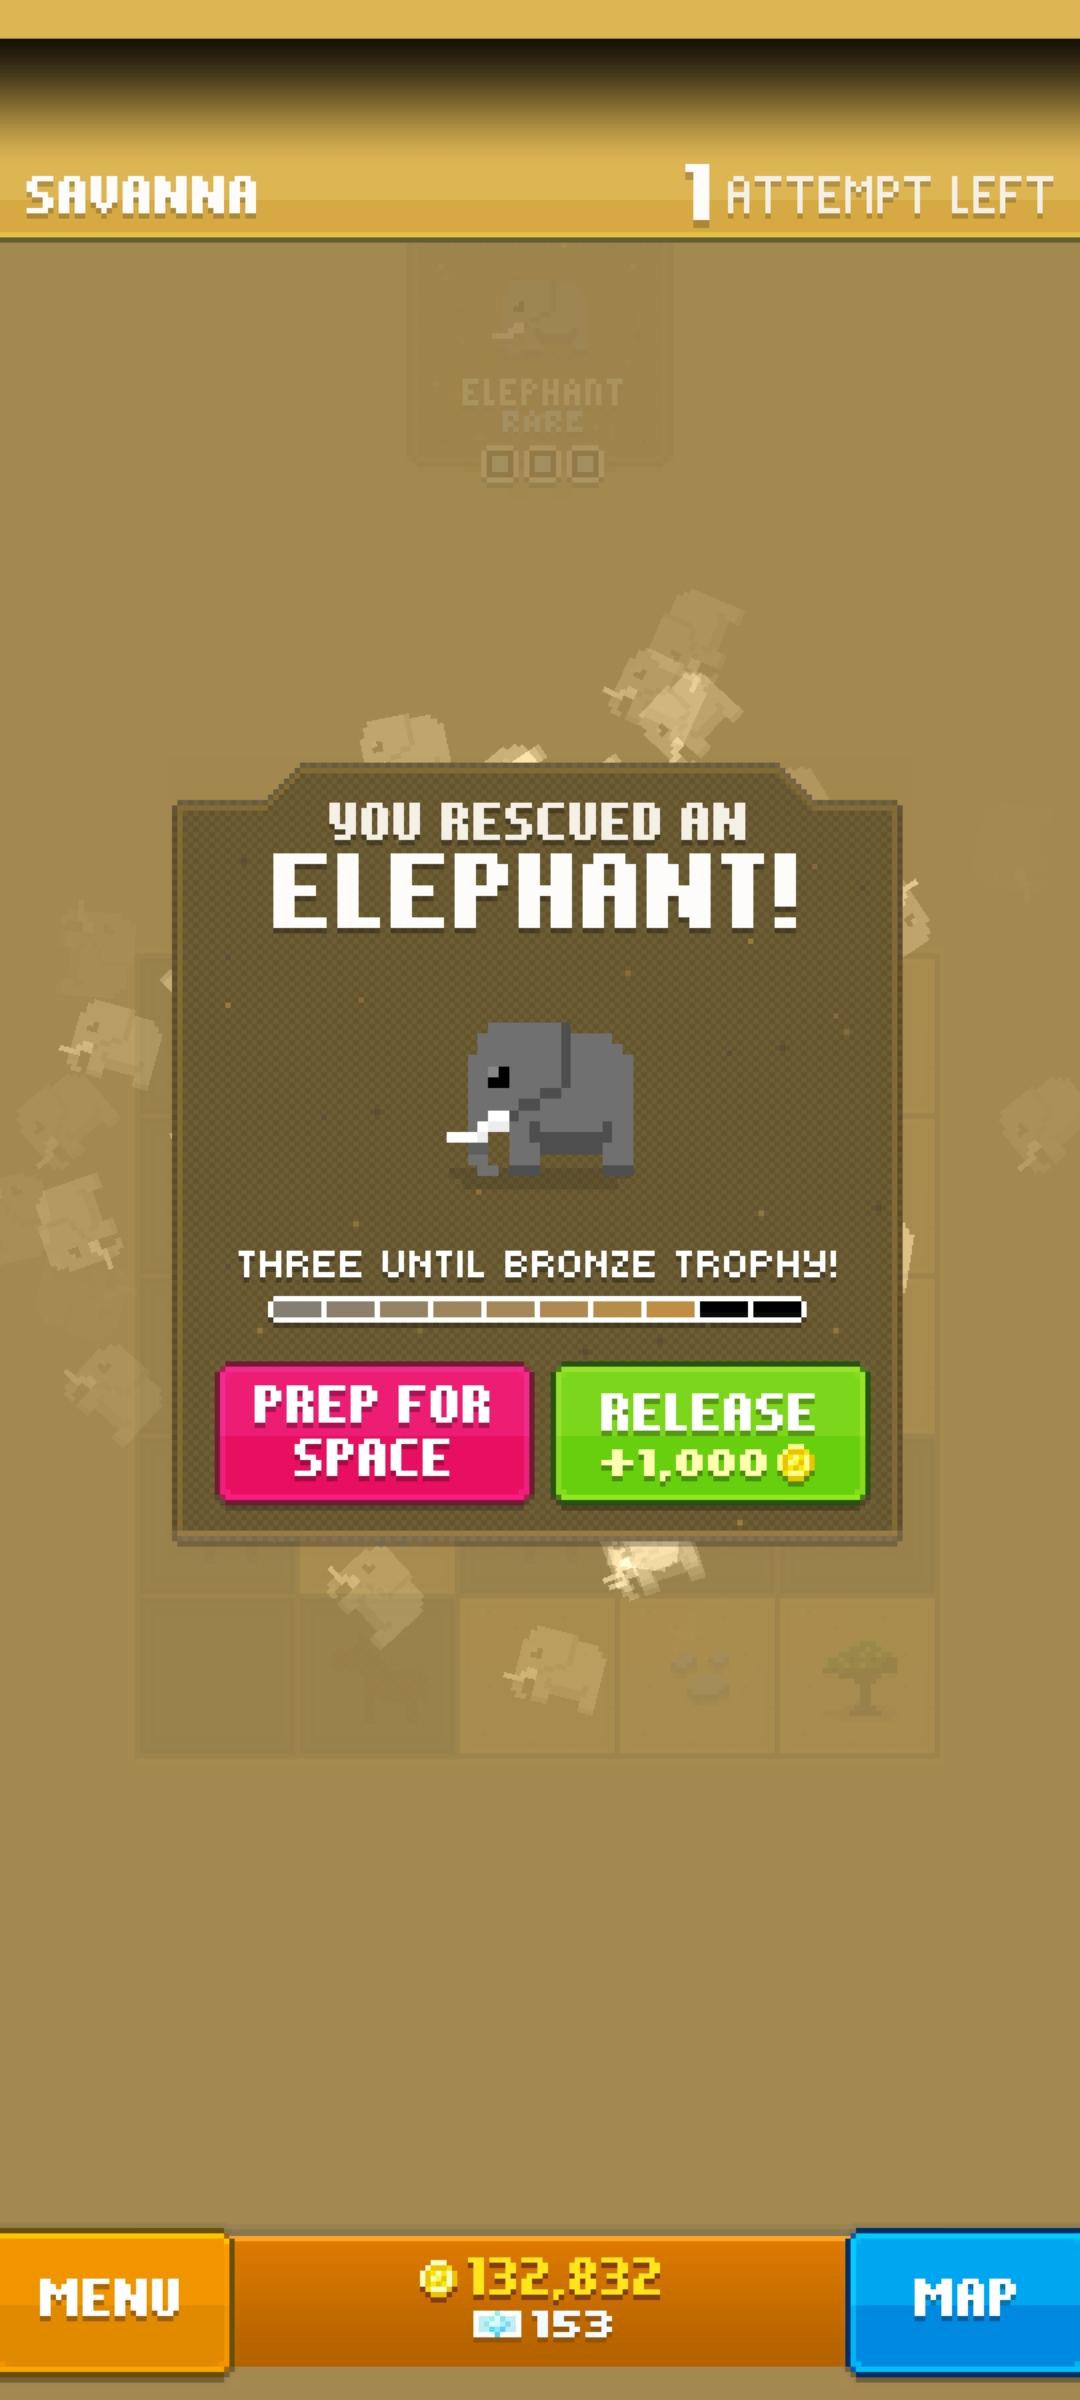 SAVANNA
1 ATTEMPT LEFT
ELEPHANT
RARE
YOU RESCUED AN
ELEPHANT!
THREE UNTIL BRONZE TROPHY!
PREP FOR
SPACE
RELEASE
+1,000
MENU
132,832
153
MAP